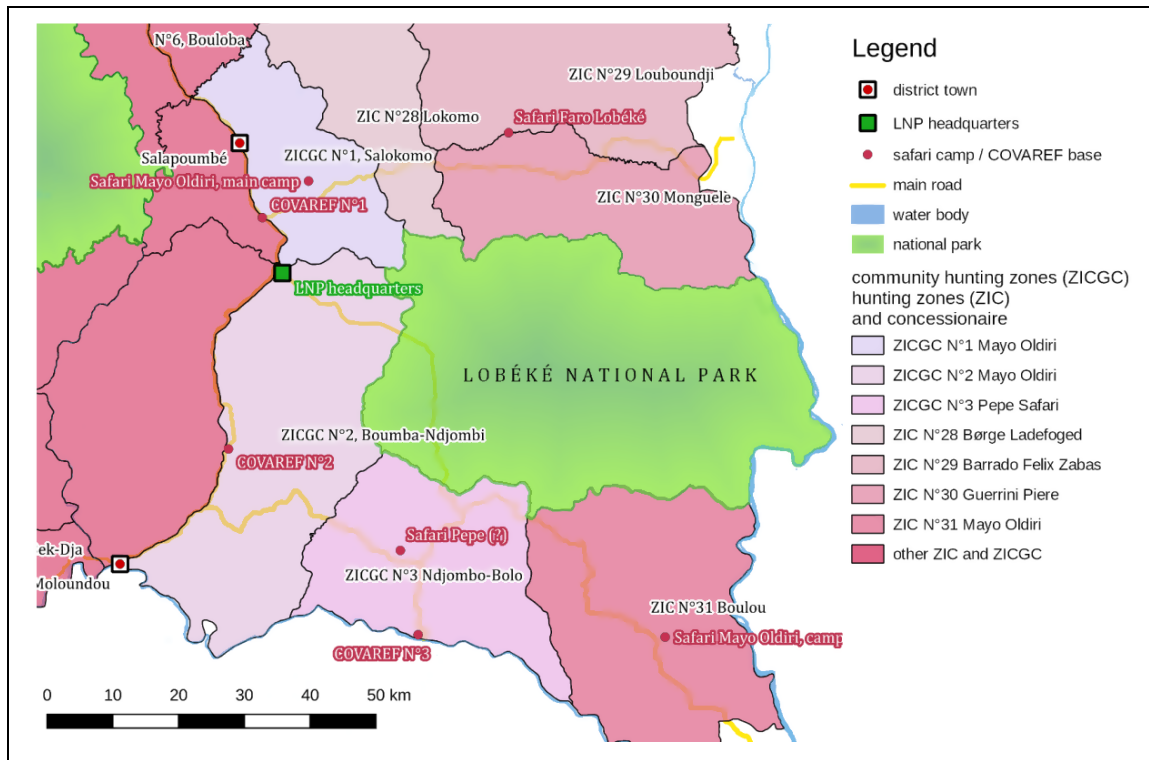 N°6, Bouloba
ZIC N°29 Louboundji
ZIC N°28 Lokomo
Safari Faro Lobéké
Salapoumbé
ZICGC N°1, Salokomo
Safari Mayo Oldiri, main camp
ZIC N°30 Monguele
COVAREF N°1
LNP headquarters
LOBÉKÉ NATIONAL PARK
ZICGC N°2, Boumba-Ndjombi
COVAREF N°2
Safari Pepe (?)
ek-Dja
ZICGC N°3 Ndjombo-Bolo
Moloundou
ZIC N°31 Boulou
Safari Mayo Oldiri, camp
COVAREF N°3
0 10 20 30 40 50 km
Legend
district town
LNP headquarters
safari camp / COVAREF base
main road
water body
national park
community hunting zones (ZICGC)
hunting zones (ZIC)
and concessionaire
ZICGC N°1 Mayo Oldiri
ZICGC N°2 Mayo Oldiri
ZICGC N°3 Pepe Safari
ZIC N°28 Børge Ladefoged
ZIC N°29 Barrado Felix Zabas
ZIC N°30 Guerrini Piere
ZIC N°31 Mayo Oldiri
other ZIC and ZICGC